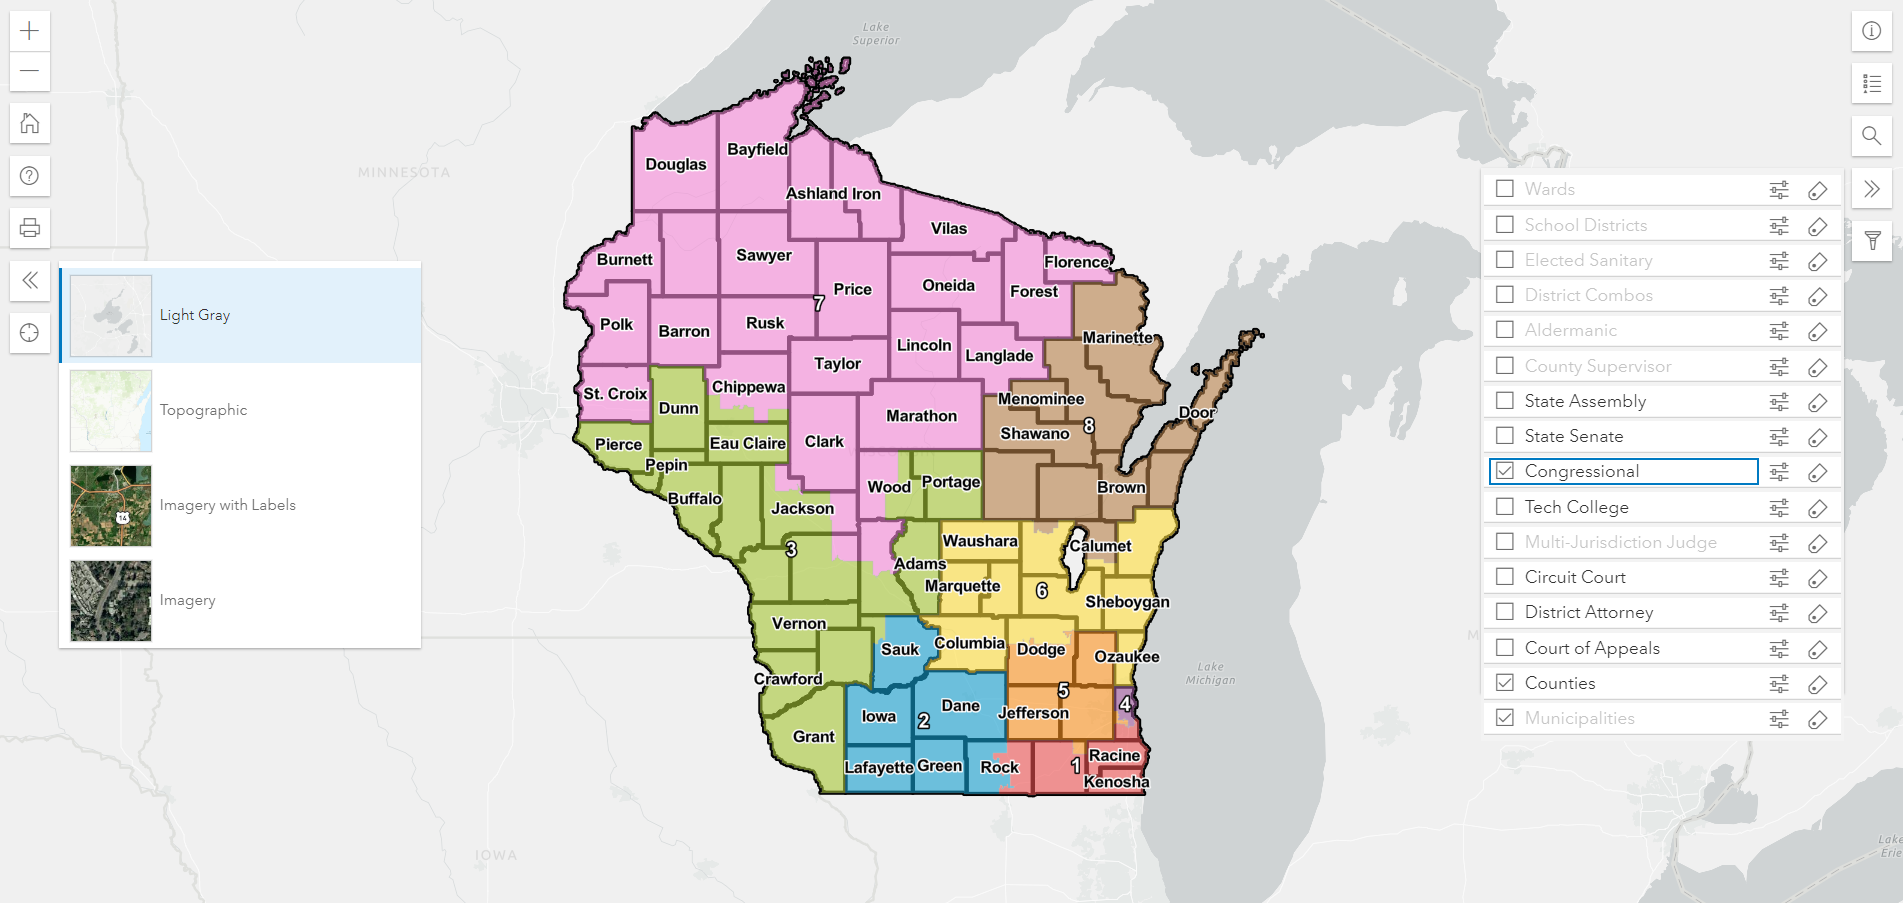 Lake
Superior
MINNESOTA
Bayfield
Douglas
Ashland
Iron
Vilas
Sawyer
Burnett
Florence
Price
Oneida
Forest
7
Polk
Barron
Rusk
Lincoln
Langlade
Marinette
Taylor
St. Croix
Chippewa
Dunn
Menominee
Door
Marathon
8
Pierce
Eau Claire
Clark
Shawano
Pepin
Buffalo
Wood
Portage
Brown
Jackson
3
Waushara
Calumet
Adams
Marquette
6
Sheboygan
Vernon
Sauk
Columbia
Dodge
Ozaukee
Crawford
Iowa
2
Dane
Jefferson
5
4
Grant
Lafayette
Green
Rock
1
Racine
Kenosha
Lake
Michigan
IOWA
M
Lake
Erie
Light Gray
Topographic
Imagery with Labels
14
Imagery
Wards
School Districts
Elected Sanitary
District Combos
Aldermanic
County Supervisor
State Assembly
State Senate
Congressional
Tech College
Multi-Jurisdiction Judge
Circuit Court
District Attorney
Court of Appeals
Counties
Municipalities